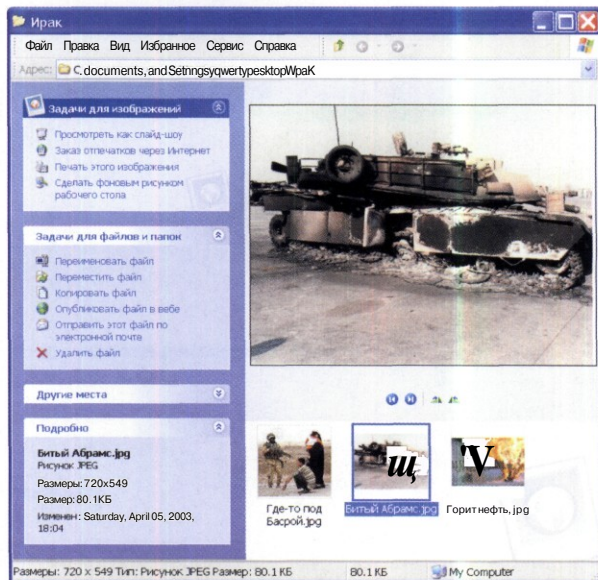 Ирак
Файл Правка Вид Избранное Сервис Справка
Адрес: C. documents, and SetnngsyqwertypesktopWpaK
Задачи для изображений
Просмотреть как слайд-шоу
Заказ отпечатков через Интернет
Печать этого изображения
Сделать фоновым рисунком
рабочего стола
Задачи для файлов и папок
Переименовать файл
Переместить файл
Копировать файл
Опубликовать файл в вебе
Отправить этот файл по
электронной почте
Удалить файл
Другие места
Подробно
Битый Абрамс.jpg
Рисунок JPEG
Размеры: 720x549
Размер: 80.1КБ
Изменен: Saturday, April 05, 2003,
18:04
щ
V
Где-то под
Басрой.jpg
Битый Абрамс.jpg
Горит нефть, jpg
Размеры: 720 x 549 Тип: Рисунок JPEG Размер: 80.1 КБ
80.1 КБ
My Computer